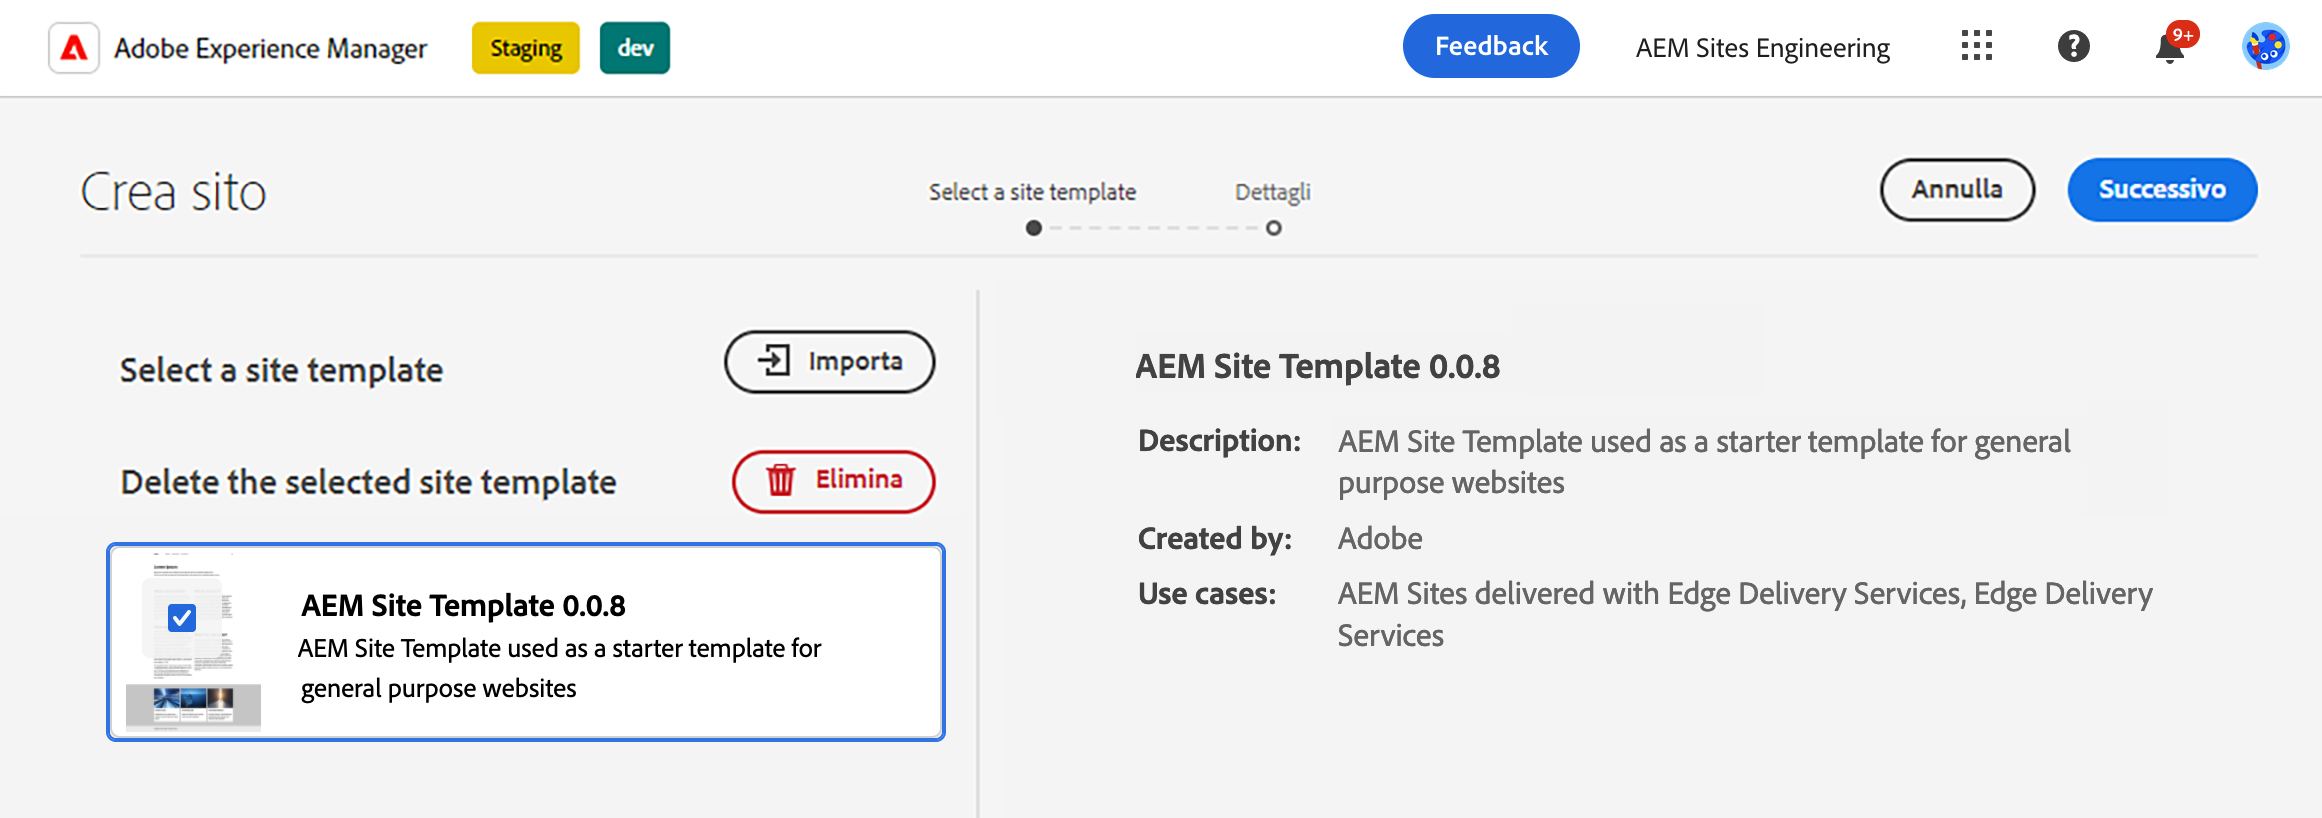 Adobe Experience Manager Staging dev Feedback AEM Sites Engineering 9+
Crea sito
Select a site template Dettagli
Annulla Successivo
Select a site template Importa
Delete the selected site template Elimina
AEM Site Template 0.0.8
AEM Site Template used as a starter template for
general purpose websites
AEM Site Template 0.0.8
Description: AEM Site Template used as a starter template for general
purpose websites
Created by: Adobe
Use cases: AEM Sites delivered with Edge Delivery Services, Edge Delivery
Services